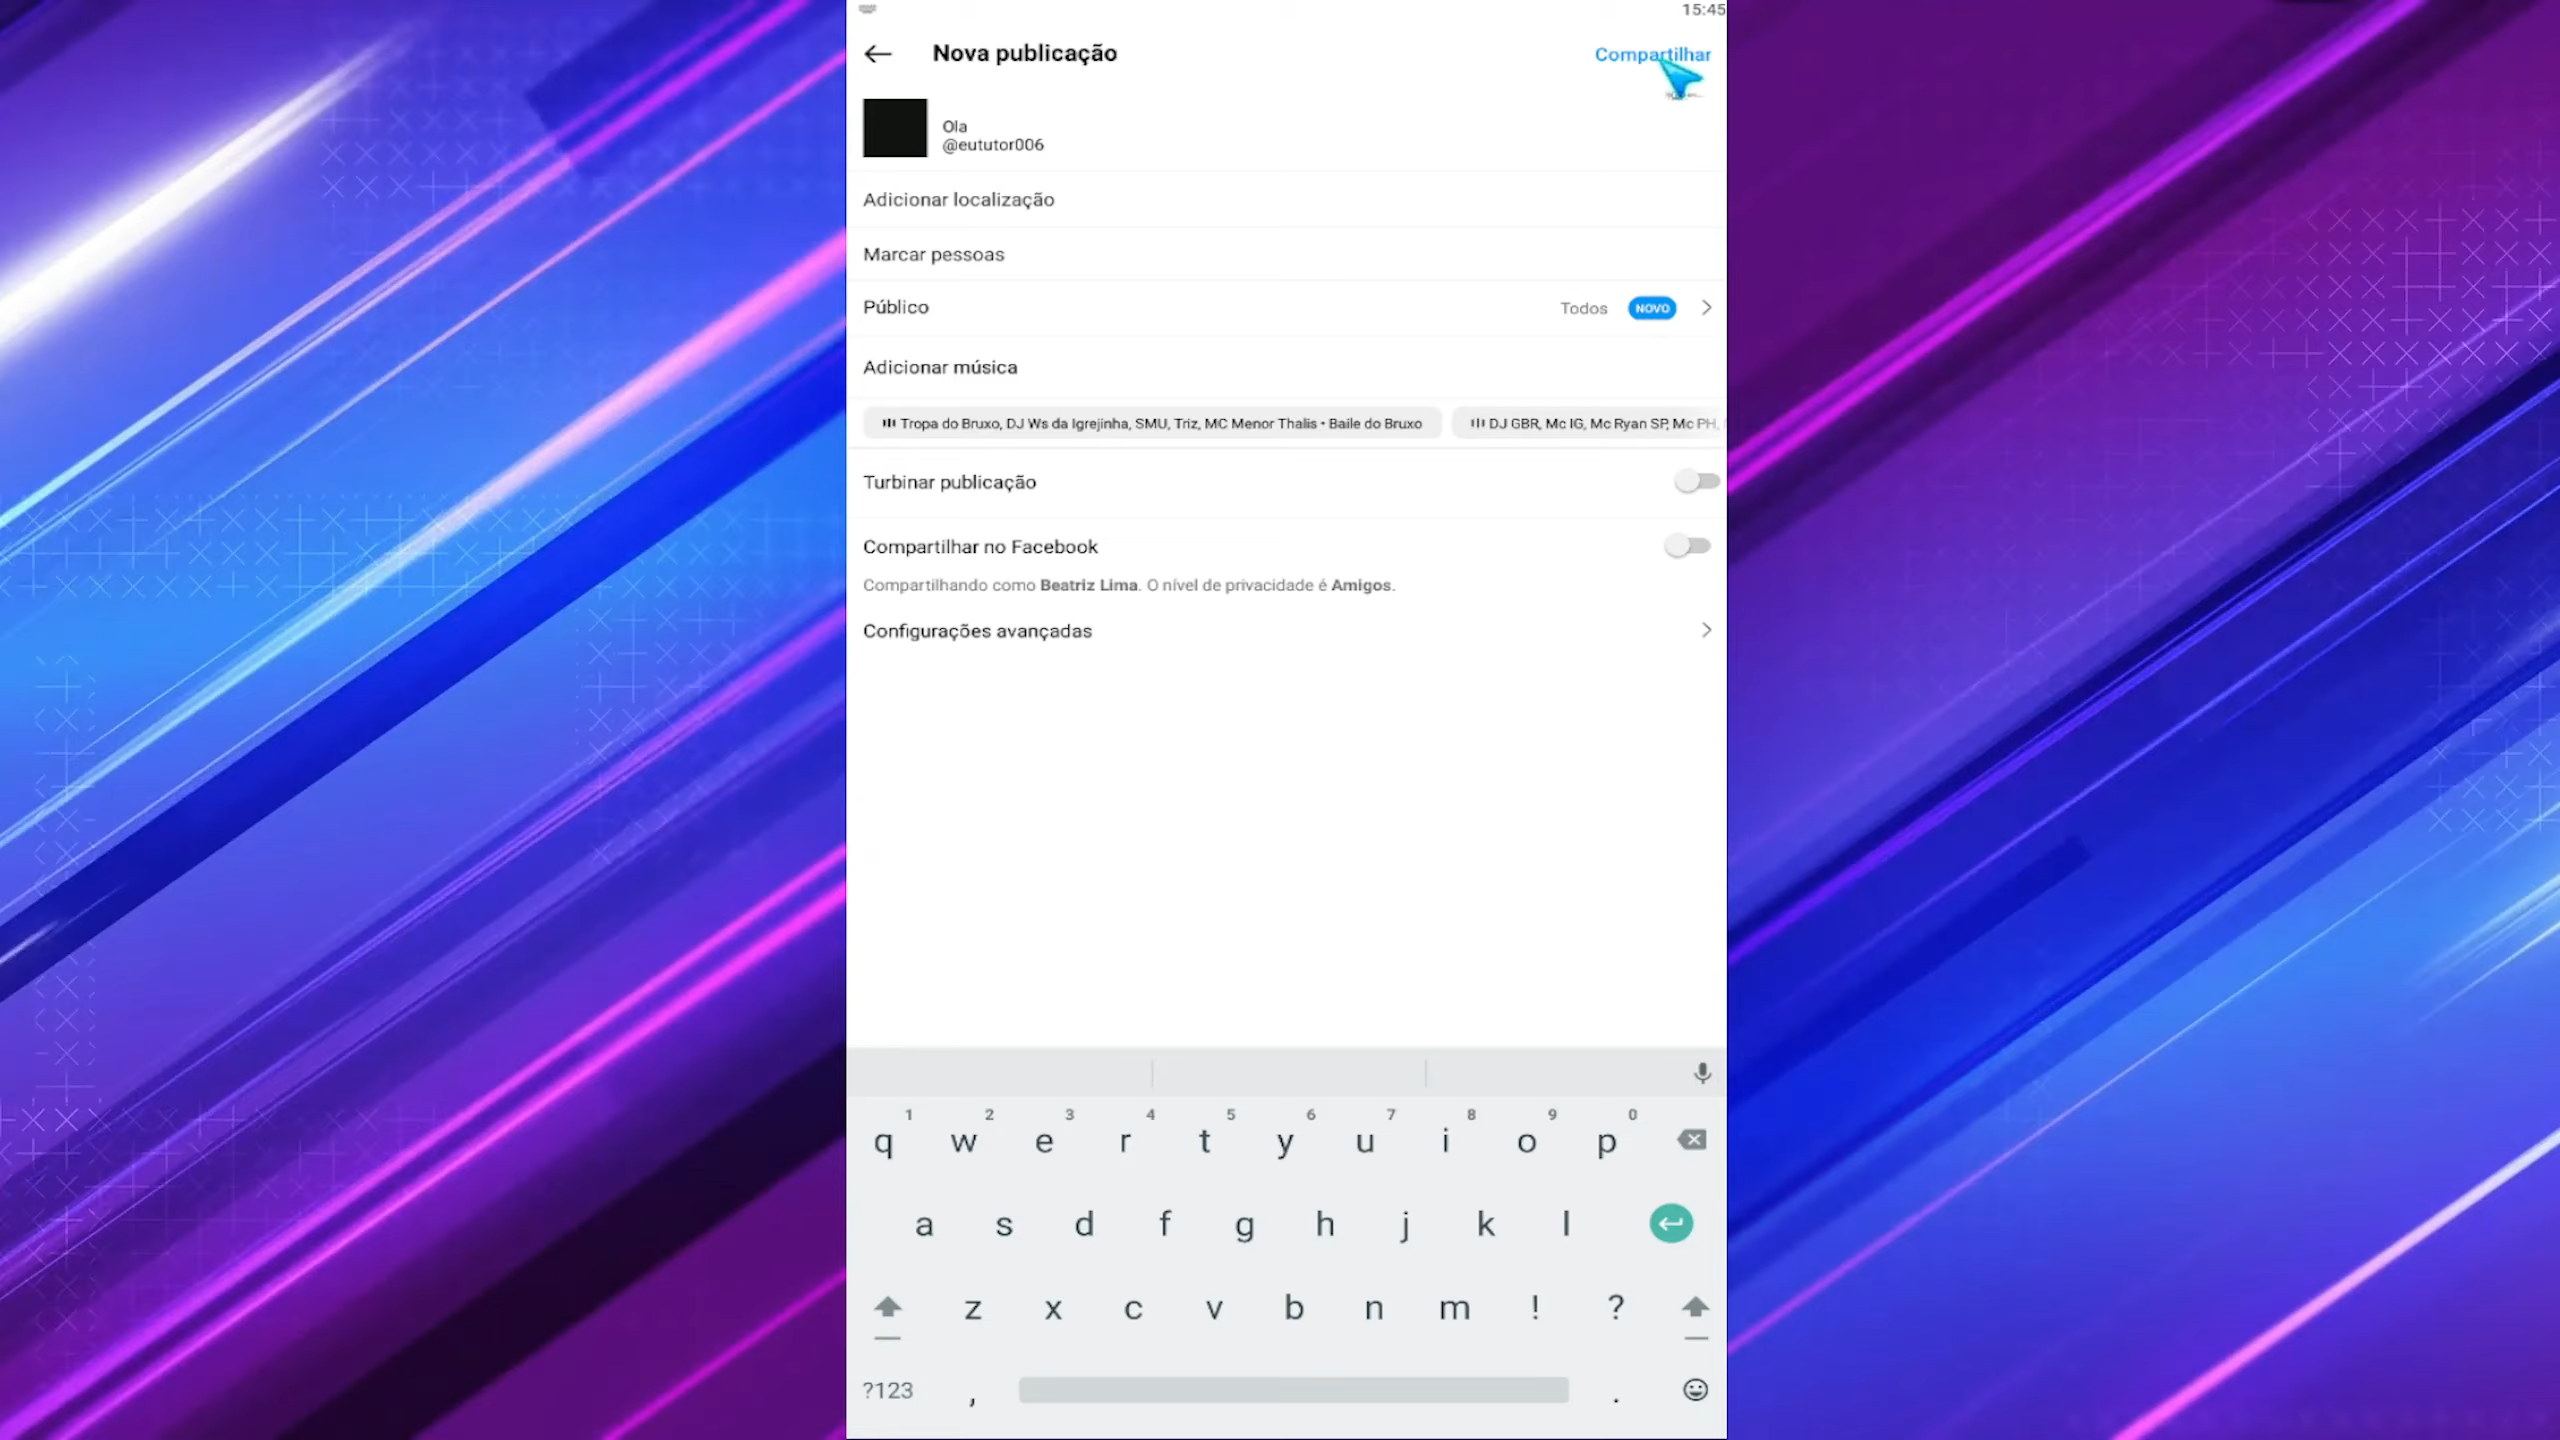 15:45
Nova publicação
Compartilhar
Ola
@eututor006
Adicionar localização
Marcar pessoas
Público
Todos
NOVO
Adicionar música
Tropa do Bruxo, DJ Ws da Igrejinha, SMU, Triz, MC Menor Thalis • Baile do Bruxo
DJ GBR, Mc IG, Mc Ryan SP, Mc PH,
Turbinar publicação
Compartilhar no Facebook
Compartilhando como Beatriz Lima. O nível de privacidade é Amigos.
Configurações avançadas
1 2 3 4 5 6 7 8 9 0
q w e r t y u i o p
a s d f g h j k l
z x c v b n m ! ?
?123 , .